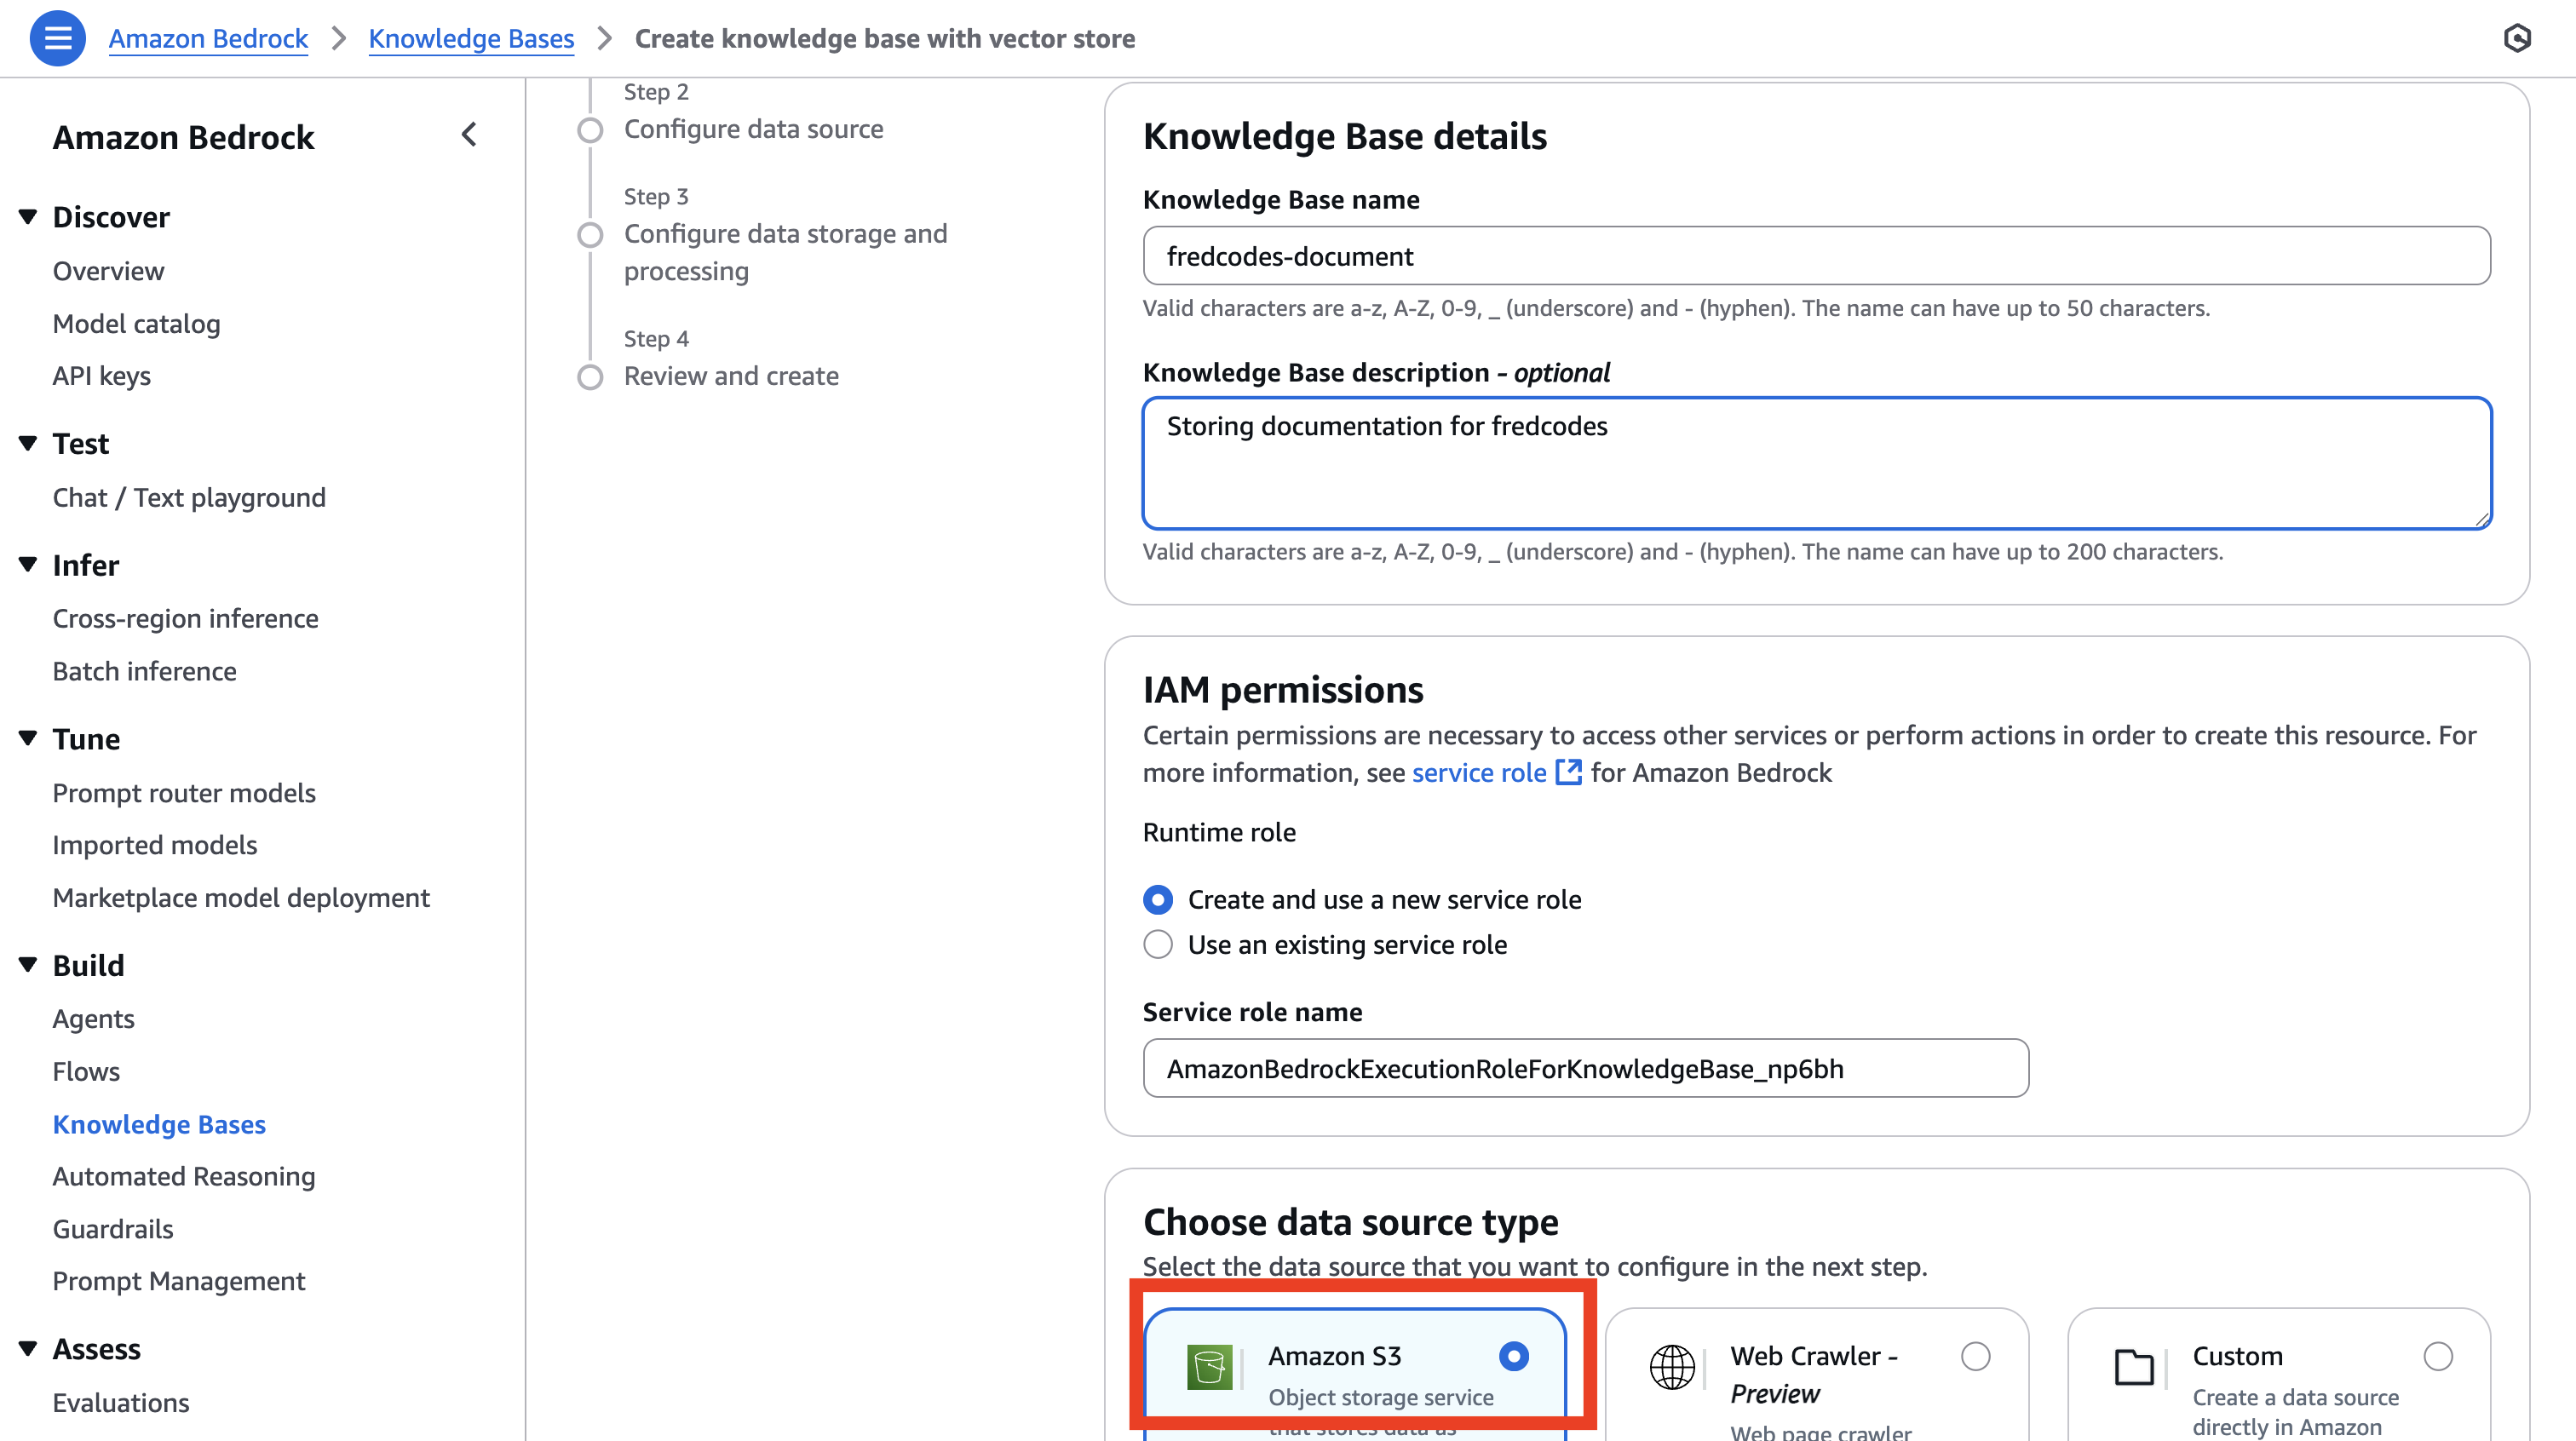 Amazon Bedrock > Knowledge Bases > Create knowledge base with vector store
Amazon Bedrock
Discover
Overview
Model catalog
API keys
Test
Chat / Text playground
Infer
Cross-region inference
Batch inference
Tune
Prompt router models
Imported models
Marketplace model deployment
Build
Agents
Flows
Knowledge Bases
Automated Reasoning
Guardrails
Prompt Management
Assess
Evaluations
Step 2
Configure data source
Step 3
Configure data storage and
processing
Step 4
Review and create
Knowledge Base details
Knowledge Base name
fredcodes-document
Valid characters are a-z, A-Z, 0-9, _ (underscore) and - (hyphen). The name can have up to 50 characters.
Knowledge Base description - optional
Storing documentation for fredcodes
Valid characters are a-z, A-Z, 0-9, _ (underscore) and - (hyphen). The name can have up to 200 characters.
IAM permissions
Certain permissions are necessary to access other services or perform actions in order to create this resource. For
more information, see service role for Amazon Bedrock
Runtime role
Create and use a new service role
Use an existing service role
Service role name
AmazonBedrockExecutionRoleForKnowledgeBase_np6bh
Choose data source type
Select the data source that you want to configure in the next step.
Amazon S3
Object storage service
that stores data as
Web Crawler -
Preview
Web page crawler
Custom
Create a data source
directly in Amazon